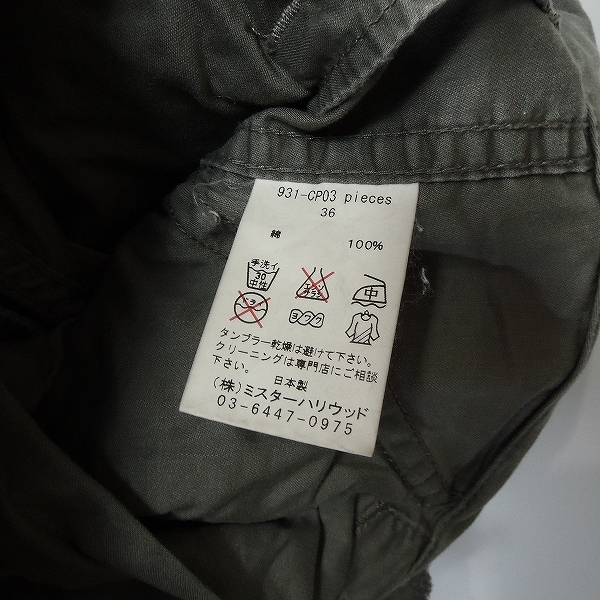 931-CP03 pieces
36
綿 100%
手洗イ
30
中性
エンソ
サラシ
中
ドライ
ヨワク
タンブラー乾燥は避けて下さい。
クリーニングは専門店にご相談
下さい。
日本製
(株)ミスターハリウッド
03-6447-0975